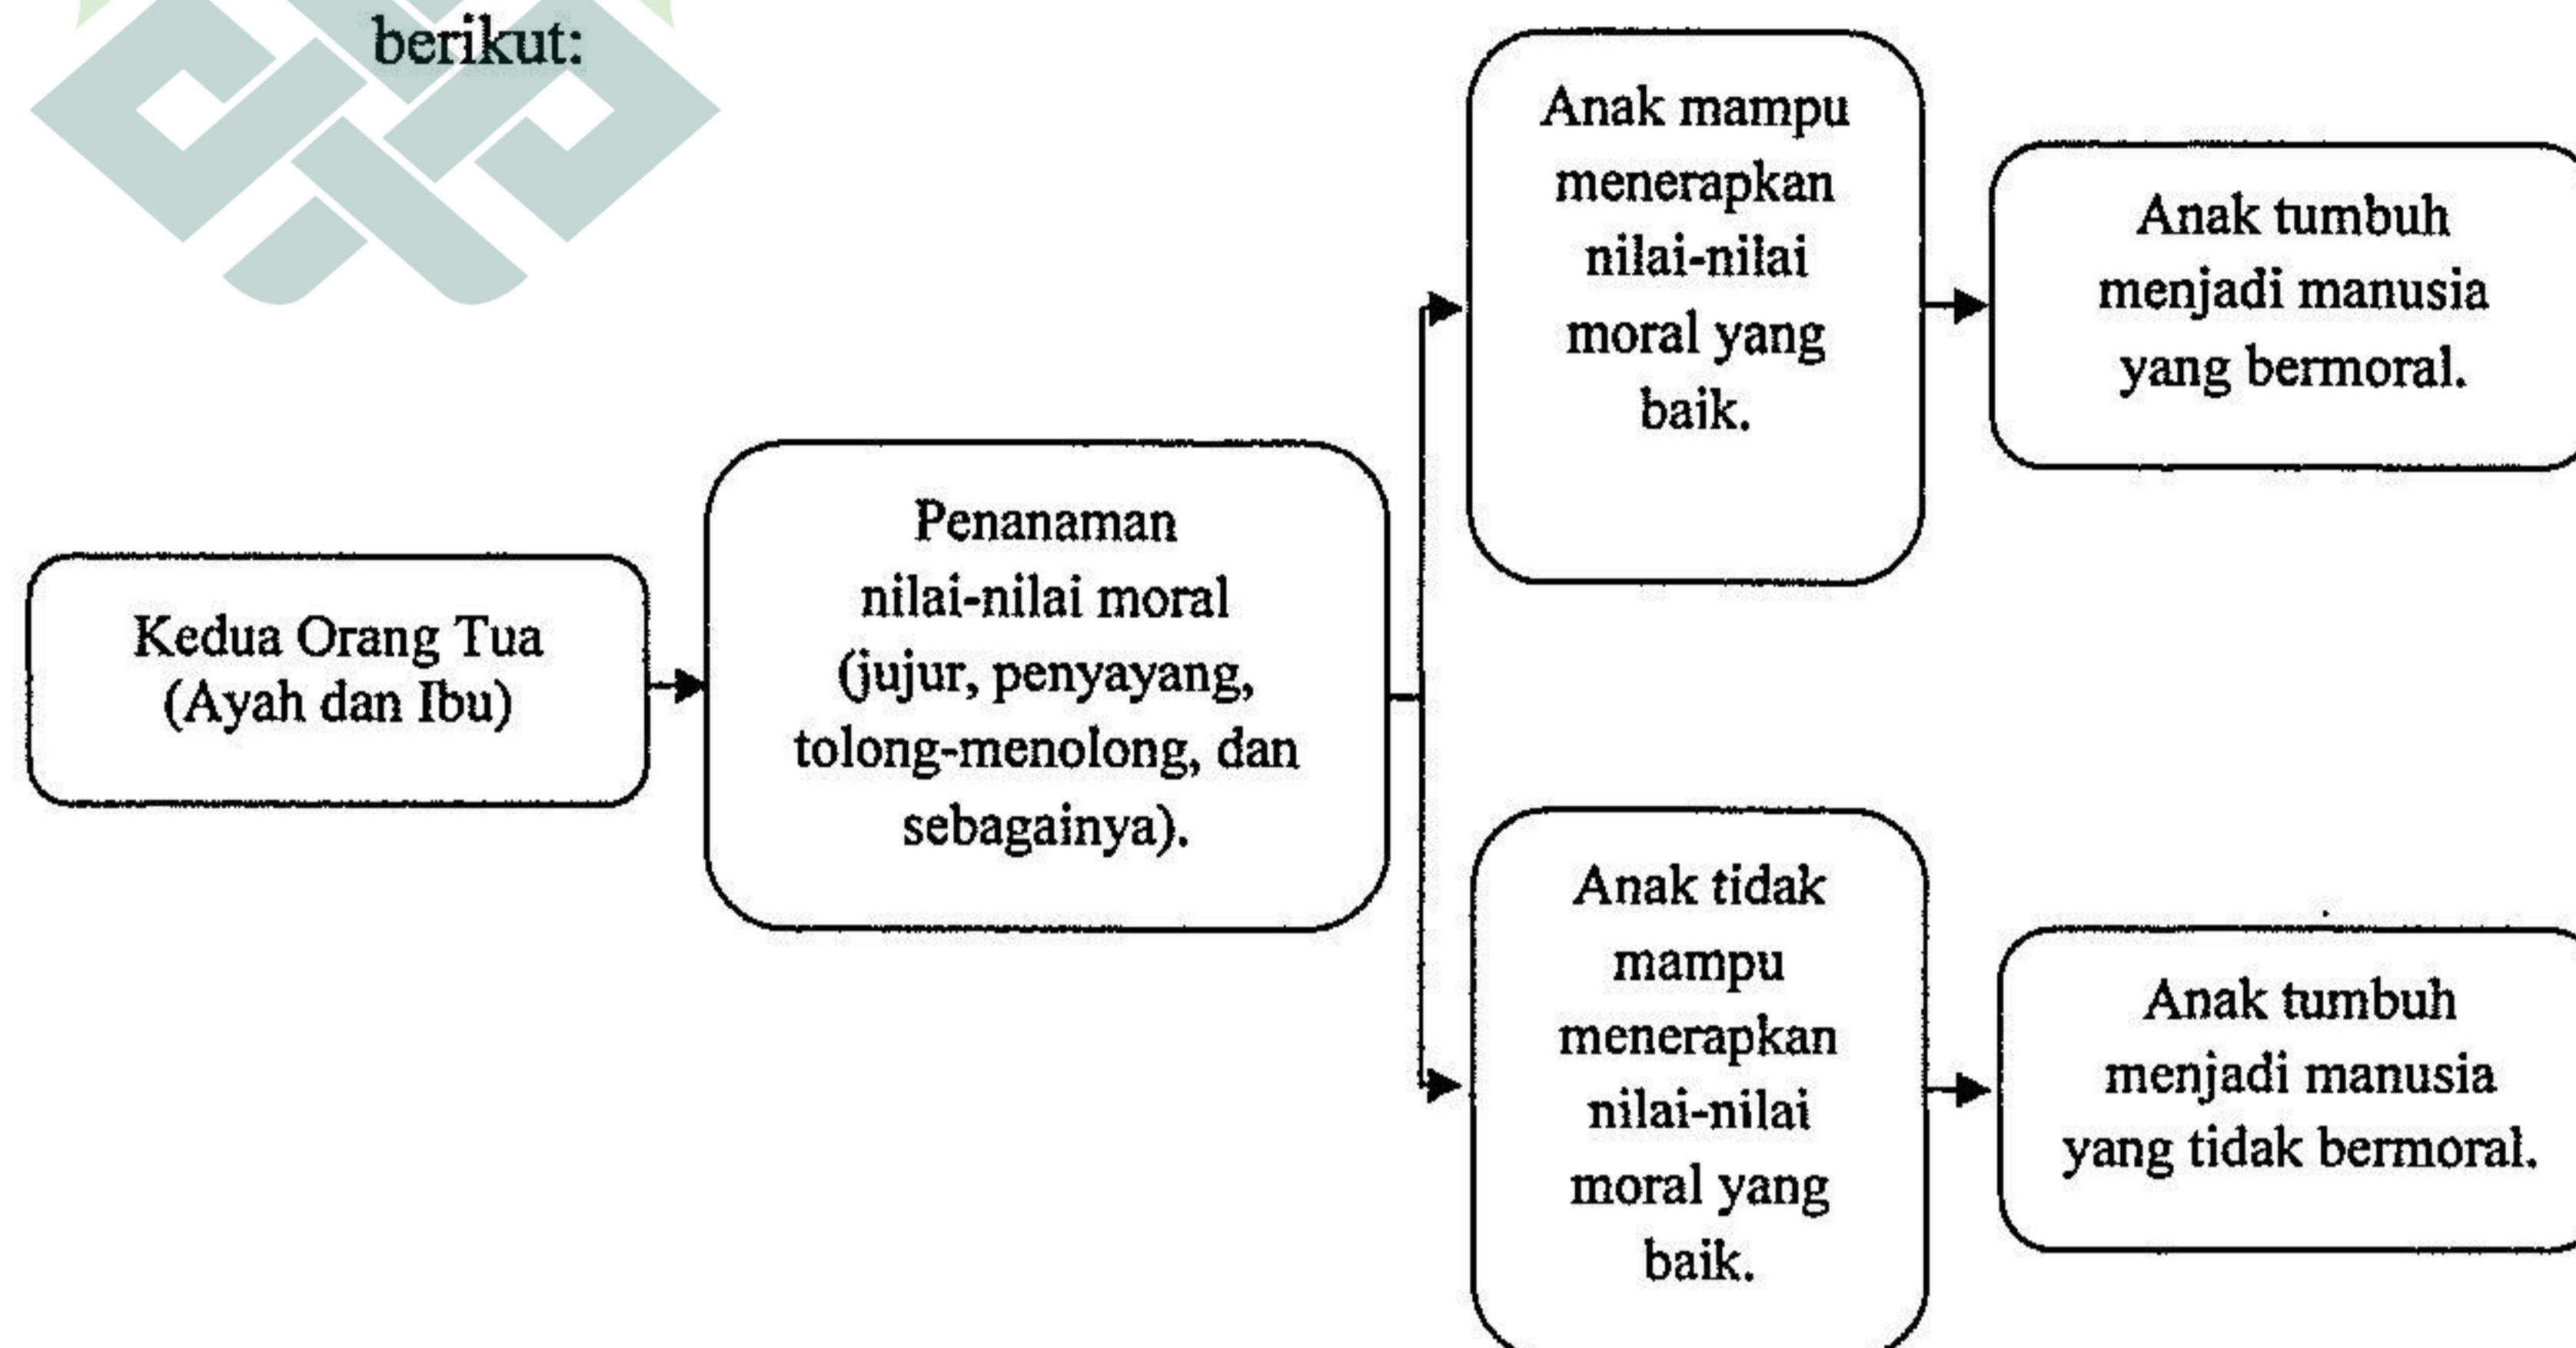 berikut:
Kedua Orang Tua
(Ayah dan Ibu)
Penanaman
nilai-nilai moral
(jujur, penyayang,
tolong-menolong, dan
sebagainya).
Anak mampu
menerapkan
nilai-nilai
moral yang
baik.
Anak tumbuh
menjadi manusia
yang bermoral.
Anak tidak
mampu
menerapkan
nilai-nilai
moral yang
baik.
Anak tumbuh
menjadi manusia
yang tidak bermoral.